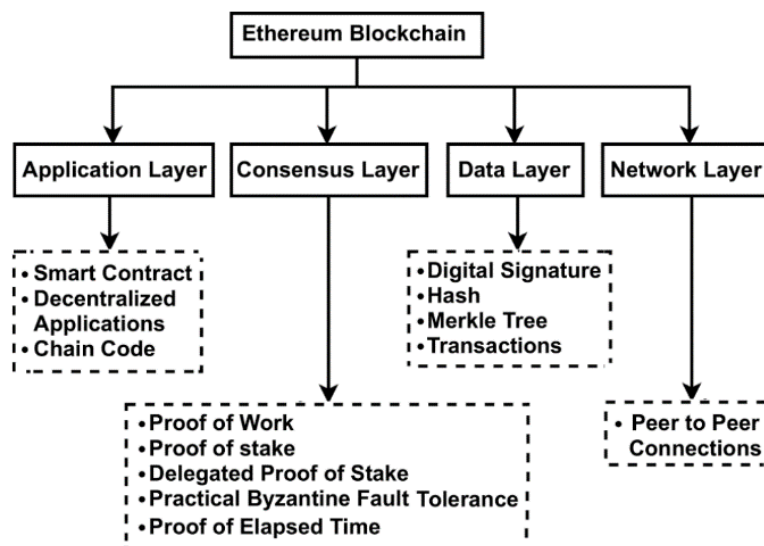 Ethereum Blockchain
Application Layer
Consensus Layer
Data Layer
Network Layer
• Smart Contract
• Decentralized
Applications
• Chain Code
• Digital Signature
• Hash
• Merkle Tree
• Transactions
• Proof of Work
• Proof of stake
• Delegated Proof of Stake
• Practical Byzantine Fault Tolerance
• Proof of Elapsed Time
• Peer to Peer
Connections